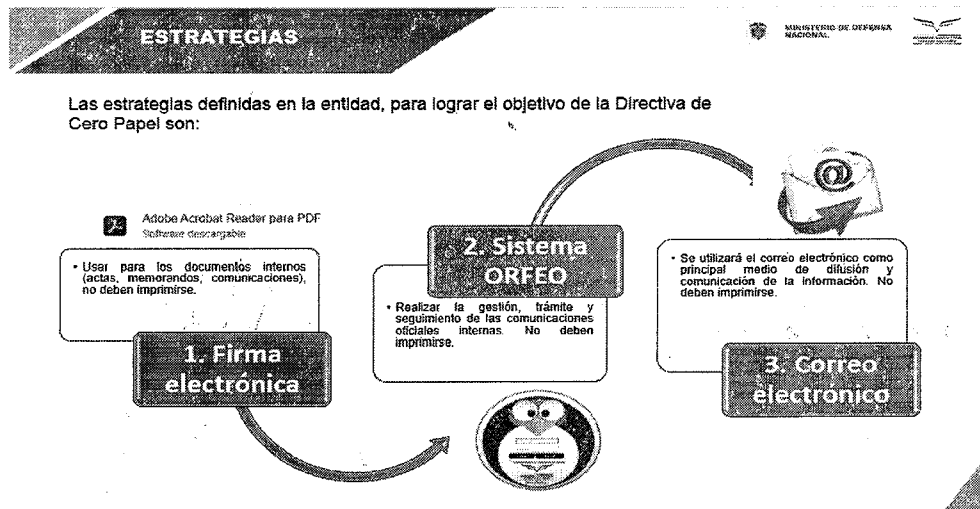 ESTRATEGIAS
MINISTERIO DE DEFENSA
NACIONAL
Las estrategias definidas en la entidad, para lograr el objetivo de la Directiva de
Cero Papel son:
Adobe Acrobat Reader para PDF
Software descargable
• Usar para los documentos internos
(actas, memorandos, comunicaciones),
no deben imprimirse.
1. Firma
electrónica
2. Sistema
ORFEO
• Realizar la gestión, trámite y
seguimiento de las comunicaciones
oficiales internas. No deben
imprimirse.
@
• Se utilizará el correo electrónico como
principal medio de difusión y
comunicación de la información. No
deben imprimirse.
3. Correo
electrónico